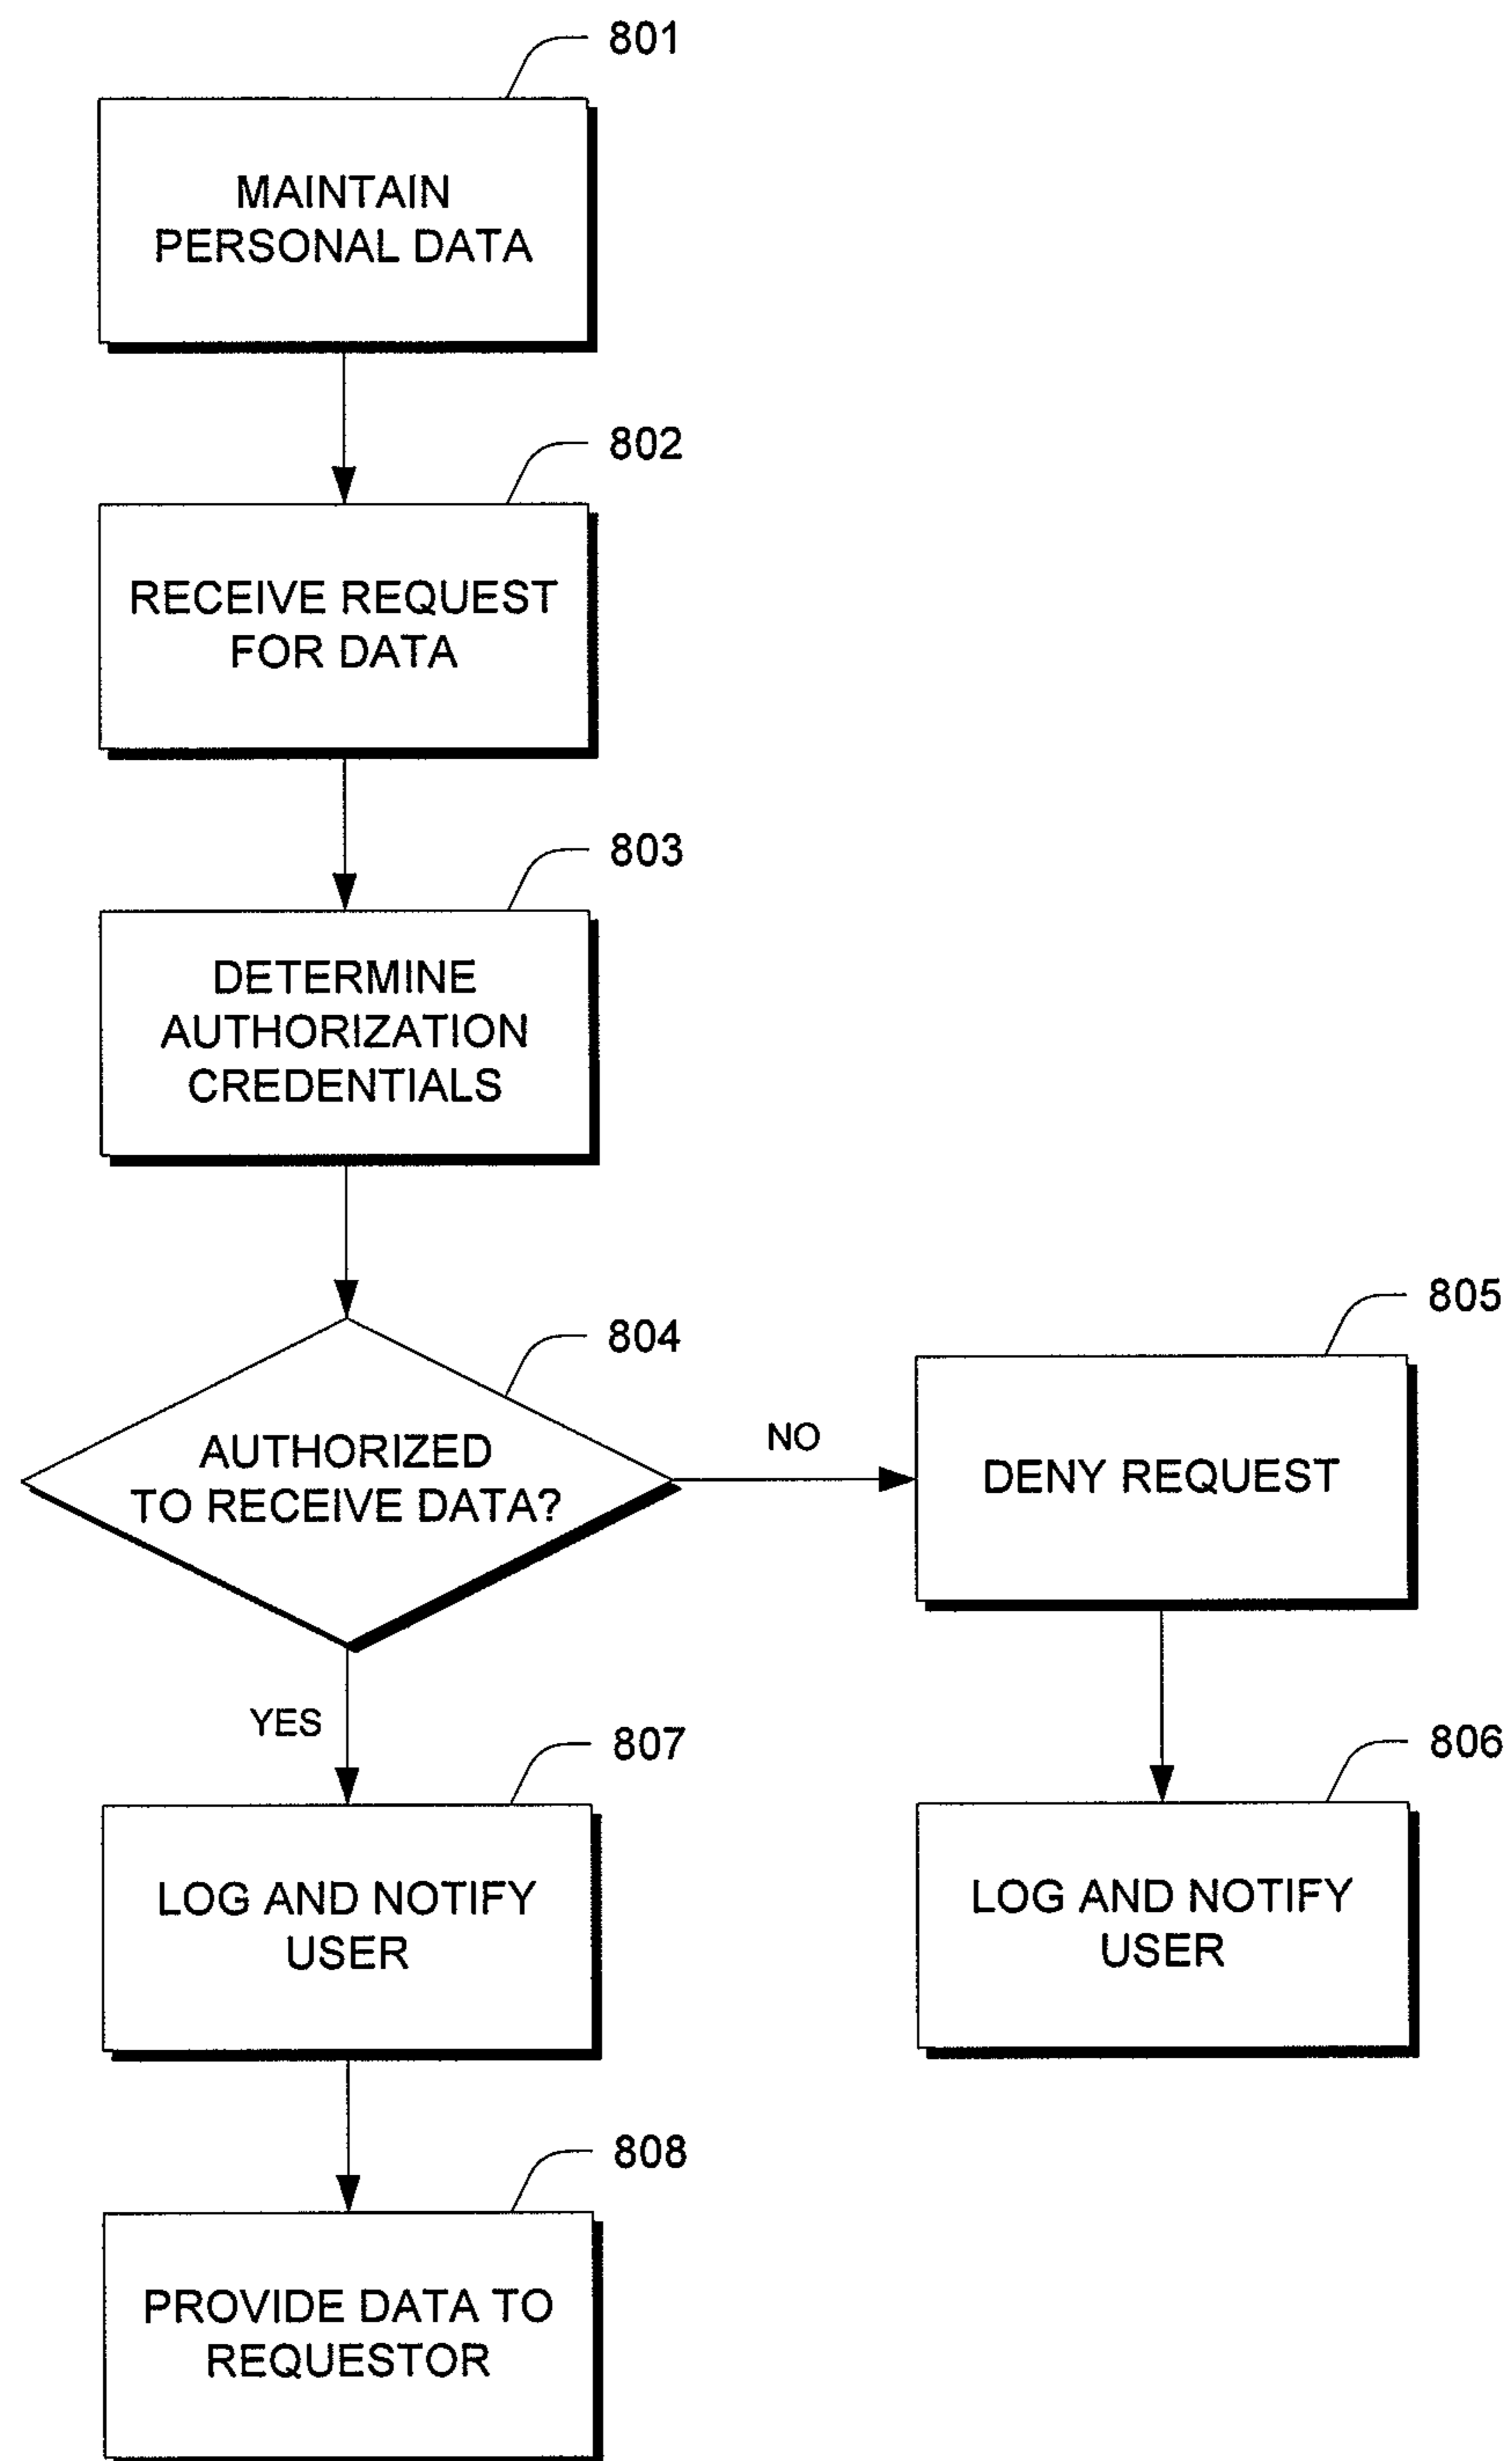 801
MAINTAIN
PERSONAL DATA
802
RECEIVE REQUEST
FOR DATA
803
DETERMINE
AUTHORIZATION
CREDENTIALS
804
AUTHORIZED
TO RECEIVE DATA?
NO
805
DENY REQUEST
YES
807
LOG AND NOTIFY
USER
806
LOG AND NOTIFY
USER
808
PROVIDE DATA TO
REQUESTOR